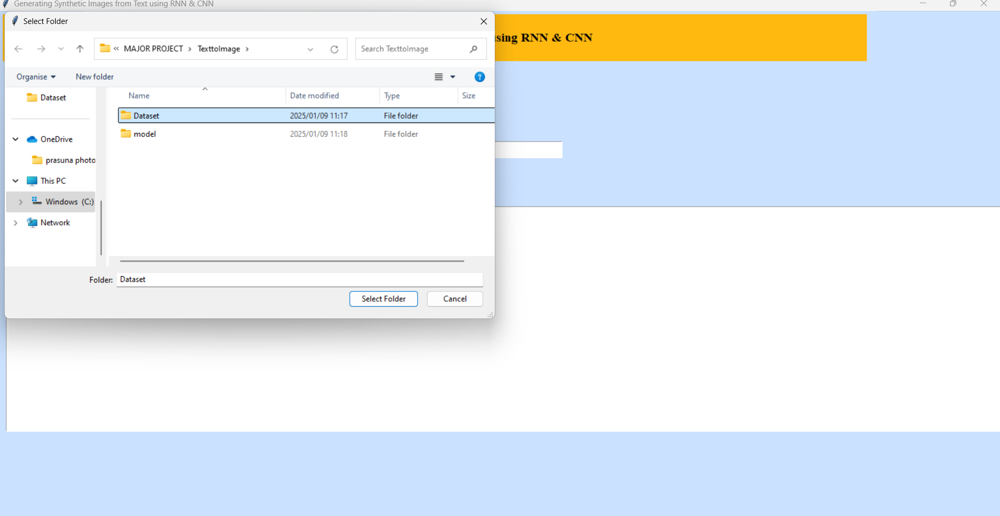 Generating Synthetic Images from Text using RNN & CNN
Select Folder
using RNN & CNN
« MAJOR PROJECT > TexttoImage >
Search TexttoImage
Organise
New folder
?
Dataset
OneDrive
prasuna photo
This PC
Windows (C:)
Network
Name Date modified Type Size
Dataset 2025/01/09 11:17 File folder
model 2025/01/09 11:18 File folder
Folder: Dataset
Select Folder
Cancel